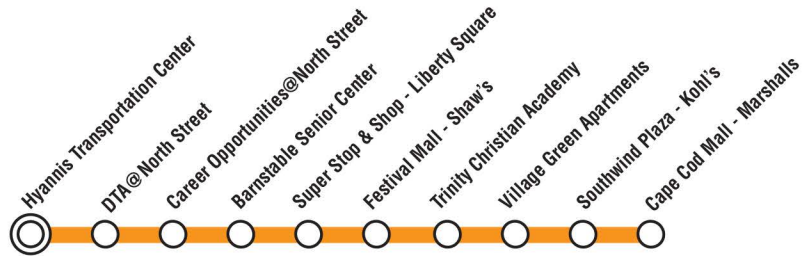 Hyannis Transportation Center
DTA@North Street
Career Opportunities@North Street
Barnstable Senior Center
Super Stop & Shop - Liberty Square
Festival Mall - Shaw's
Trinity Christian Academy
Village Green Apartments
Southwind Plaza - Kohl's
Cape Cod Mall - Marshalls